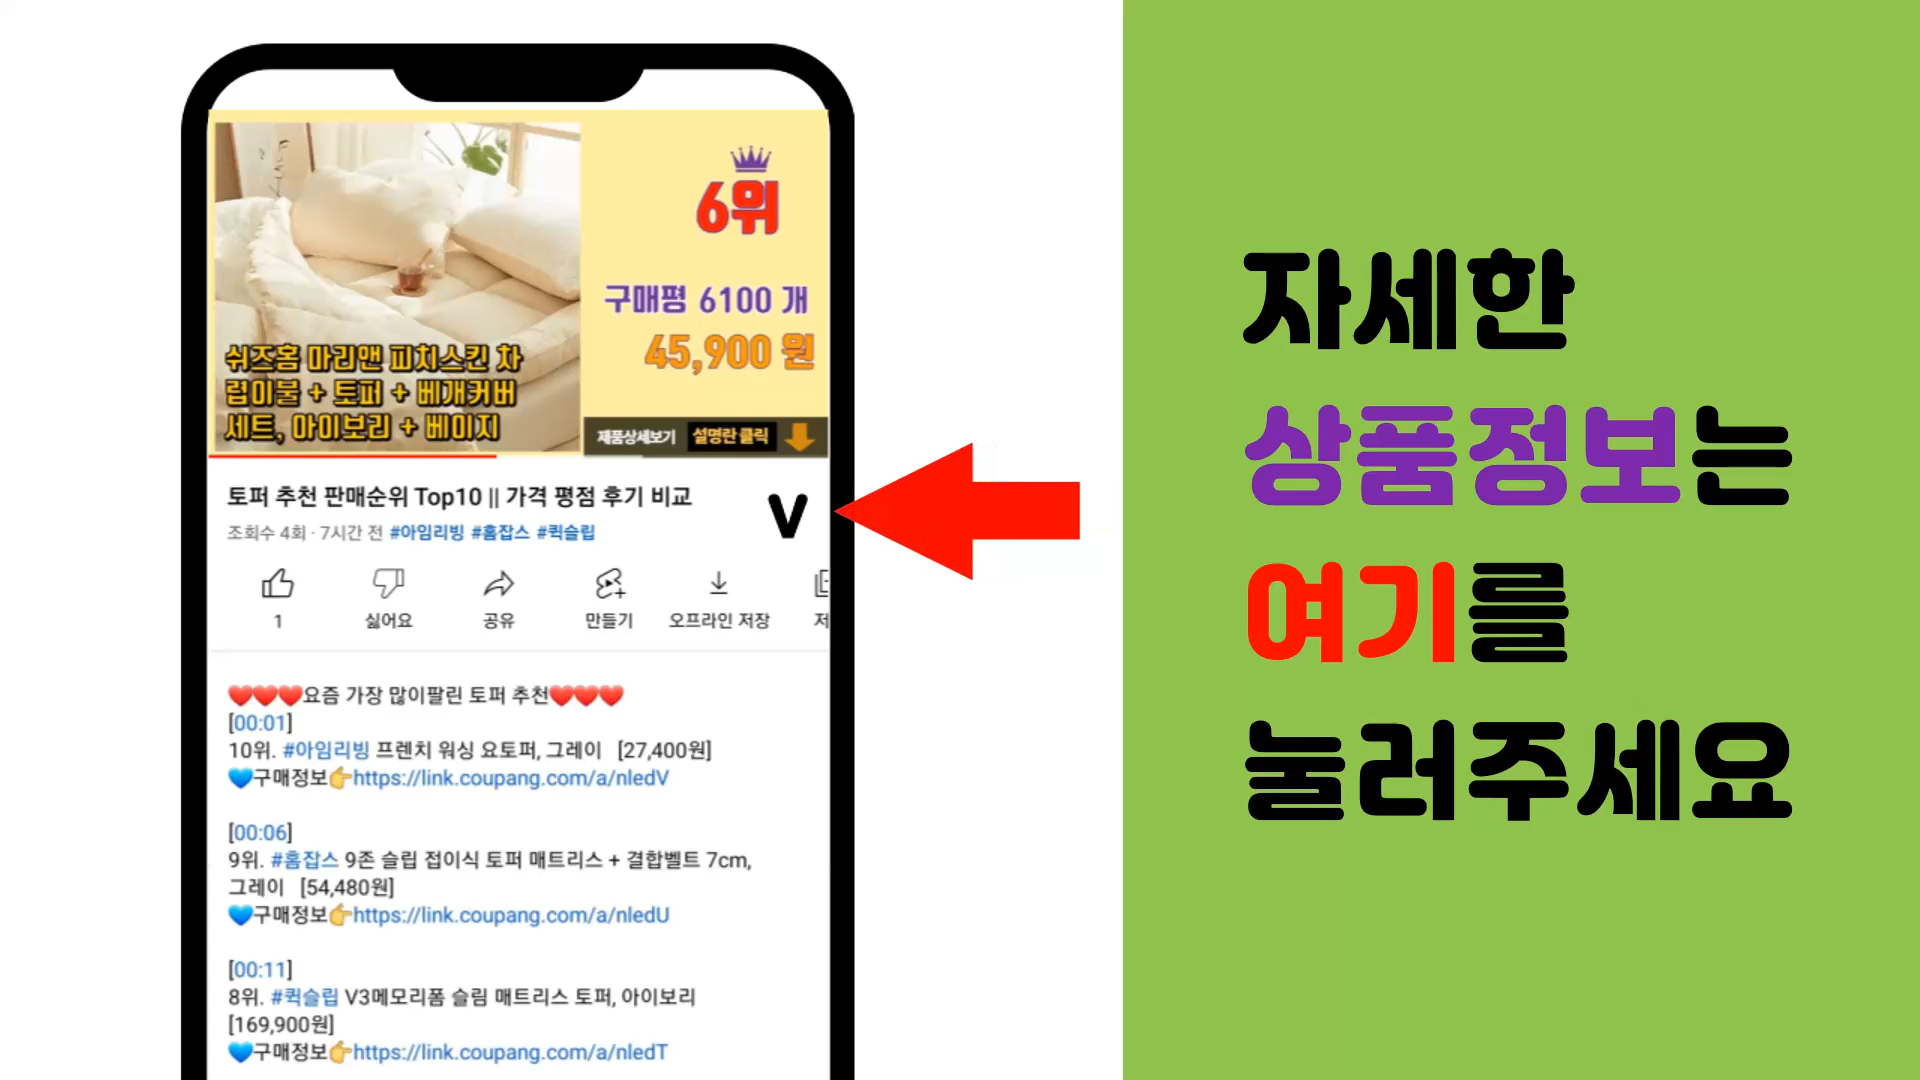 6위
구매평 6100 개
45,900 원
쉬즈홈 마리앤 피치스킨 차
렵이불 + 토퍼 + 베개커버
세트, 아이보리 + 베이지
제품상세보기 설명란 클릭
토퍼 추천 판매순위 Top10 || 가격 평점 후기 비교
V
조회수 4회 · 7시간 전 #아임리빙 #홈잡스 #퀵슬립
1 싫어요 공유 만들기 오프라인 저장 저
❤️❤️❤️요즘 가장 많이팔린 토퍼 추천❤️❤️❤️
[00:01]
10위. #아임리빙 프렌치 워싱 요토퍼, 그레이 [27,400원]
💙구매정보👉https://link.coupang.com/a/nledV
[00:06]
9위. #홈잡스 9존 슬립 접이식 토퍼 매트리스 + 결합벨트 7cm,
그레이 [54,480원]
💙구매정보👉https://link.coupang.com/a/nledU
[00:11]
8위. #퀵슬립 V3메모리폼 슬림 매트리스 토퍼, 아이보리
[169,900원]
💙구매정보👉https://link.coupang.com/a/nledT
자세한
상품정보는
여기를
눌러주세요